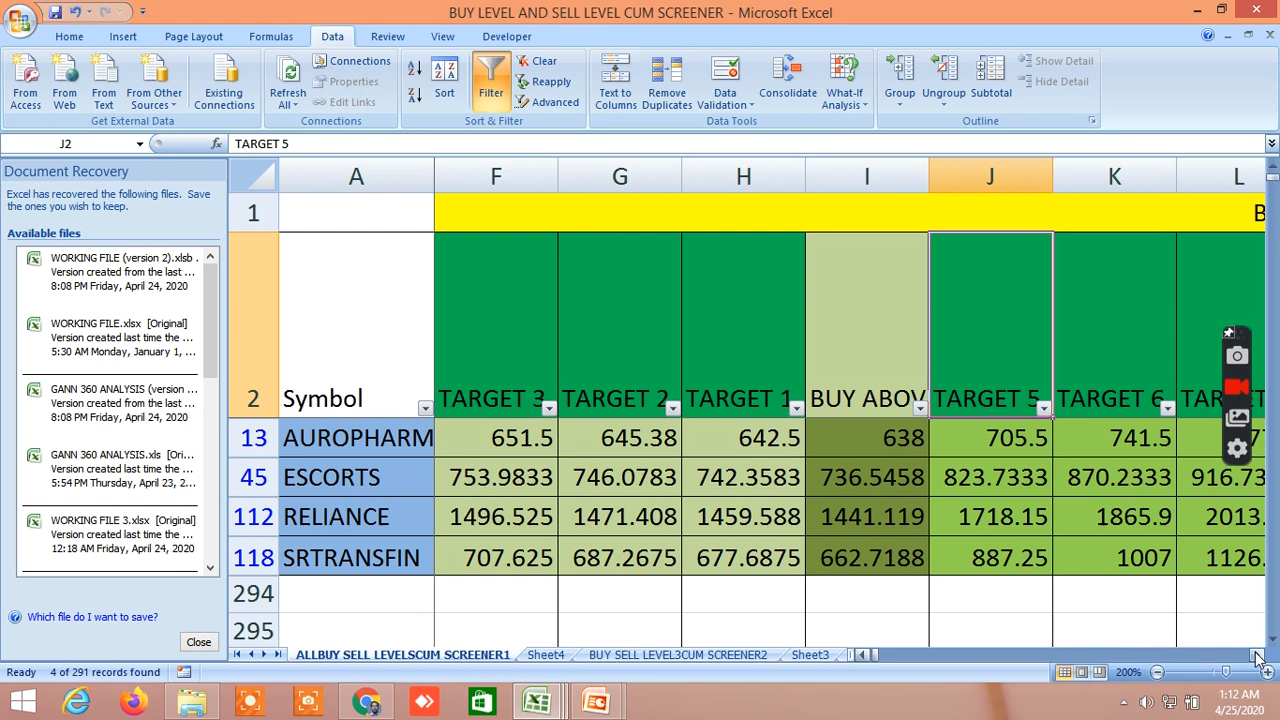 BUY LEVEL AND SELL LEVEL CUM SCREENER - Microsoft Excel
Home Insert Page Layout Formulas Data Review View Developer
From Access
From Web
From Text
From Other Sources
Existing Connections
Get External Data
Refresh All
Connections
Properties
Edit Links
Connections
Sort
Filter
Clear
Reapply
Advanced
Sort & Filter
Text to Columns
Remove Duplicates
Data Validation
Consolidate
What-If Analysis
Data Tools
Group
Ungroup
Subtotal
Show Detail
Hide Detail
Outline
J2 fx TARGET 5
Document Recovery
Excel has recovered the following files. Save
the ones you wish to keep.
Available files
WORKING FILE (version 2).xlsb .
Version created from the last ...
8:08 PM Friday, April 24, 2020
WORKING FILE.xlsx [Original]
Version created last time the ...
5:30 AM Monday, January 1, ...
GANN 360 ANALYSIS (version ...
Version created from the last ...
8:08 PM Friday, April 24, 2020
GANN 360 ANALYSIS.xls [Ori...
Version created last time the ...
5:54 PM Thursday, April 23, 2...
WORKING FILE 3.xlsx [Original]
Version created last time the ...
12:18 AM Friday, April 24, 2020
Which file do I want to save?
Close
A F G H I J K L
1 B
2 Symbol TARGET 3 TARGET 2 TARGET 1 BUY ABOV TARGET 5 TARGET 6
13 AUROPHARM 651.5 645.38 642.5 638 705.5 741.5
45 ESCORTS 753.9833 746.0783 742.3583 736.5458 823.7333 870.2333 916.73
112 RELIANCE 1496.525 1471.408 1459.588 1441.119 1718.15 1865.9 2013.
118 SRTRANSFIN 707.625 687.2675 677.6875 662.7188 887.25 1007 1126.
294
295
ALLBUY SELL LEVELSCUM SCREENER1 Sheet4 BUY SELL LEVEL3CUM SCREENER2 Sheet3
Ready 4 of 291 records found 200%
1:12 AM
4/25/2020